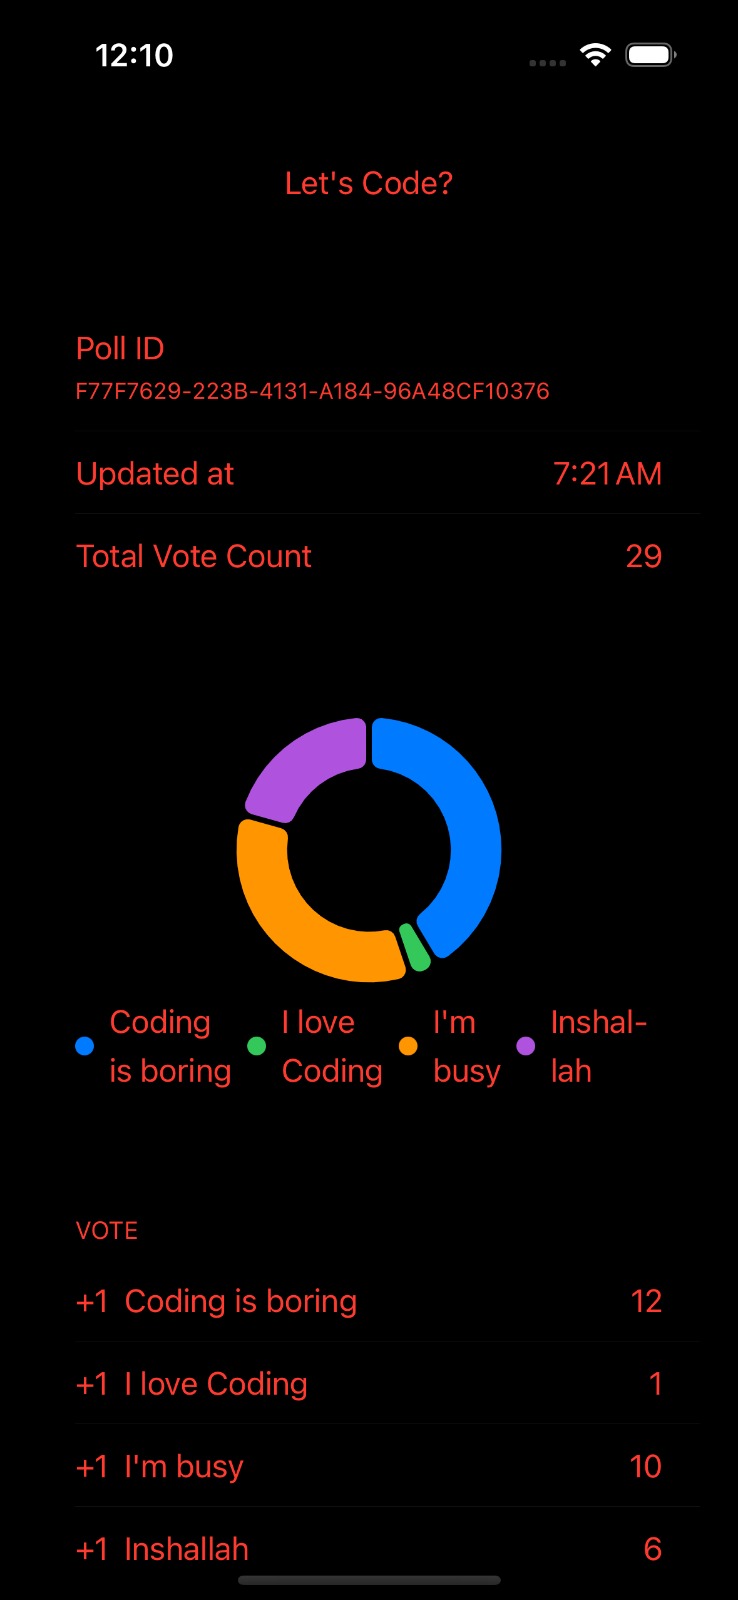 12:10
Let's Code?
Poll ID
F77F7629-223B-4131-A184-96A48CF10376
Updated at 7:21 AM
Total Vote Count 29
Coding is boring
I love Coding
I'm busy
Inshal-
lah
VOTE
+1 Coding is boring 12
+1 I love Coding 1
+1 I'm busy 10
+1 Inshallah 6